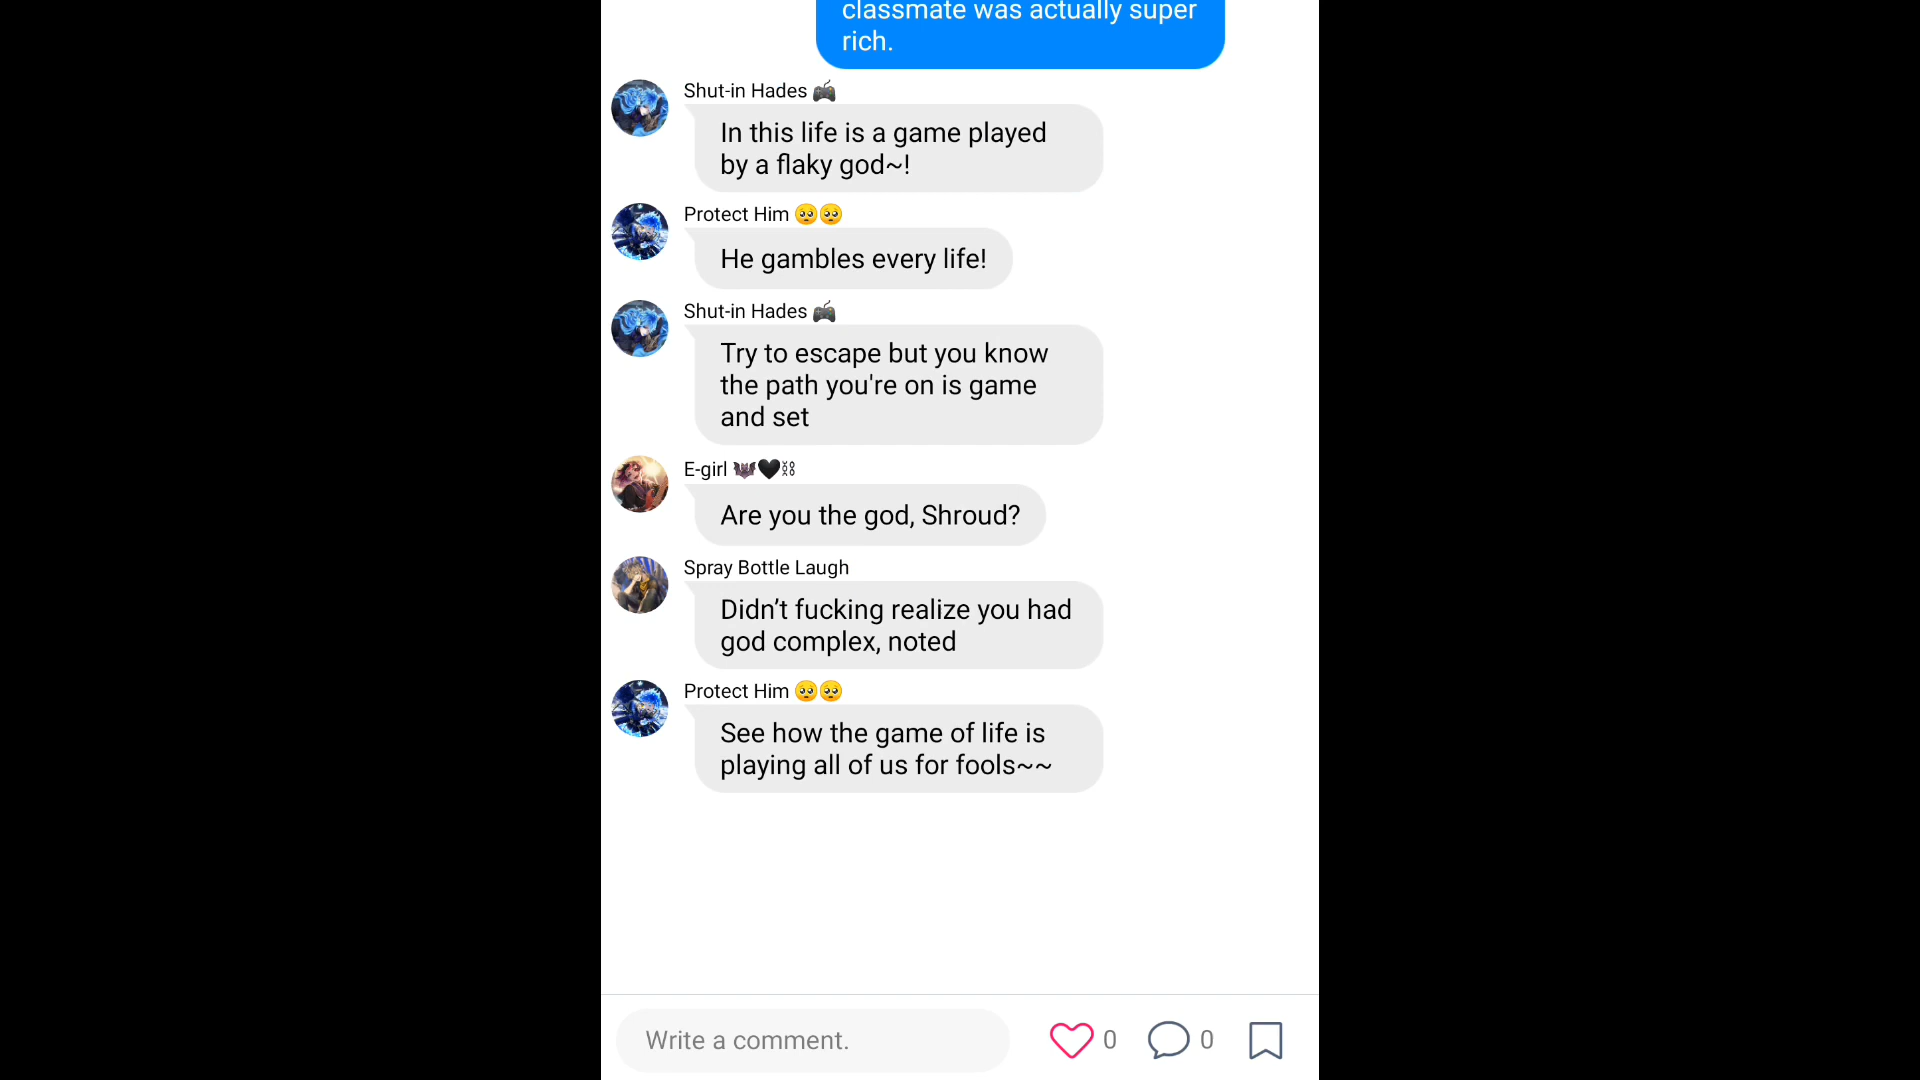 classmate was actually super
rich.
Shut-in Hades 🎮
In this life is a game played
by a flaky god~!
Protect Him 🥺🥺
He gambles every life!
Shut-in Hades 🎮
Try to escape but you know
the path you're on is game
and set
E-girl 🦇🖤⛓
Are you the god, Shroud?
Spray Bottle Laugh
Didn’t fucking realize you had
god complex, noted
Protect Him 🥺🥺
See how the game of life is
playing all of us for fools~~
Write a comment.
0
0